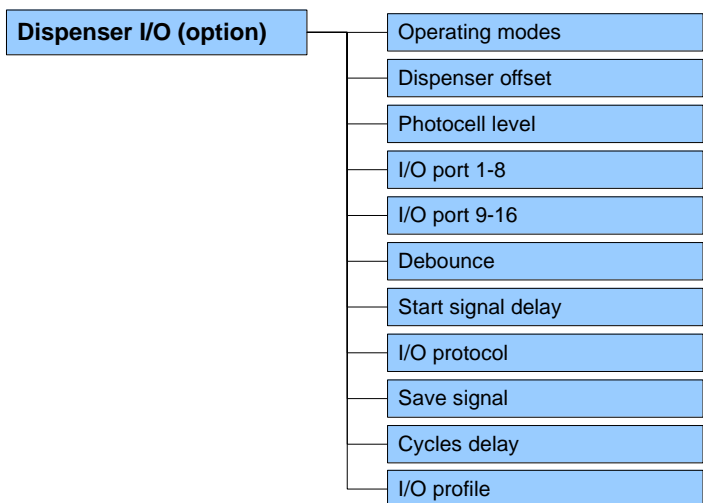 Dispenser I/O (option)
Operating modes
Dispenser offset
Photocell level
I/O port 1-8
I/O port 9-16
Debounce
Start signal delay
I/O protocol
Save signal
Cycles delay
I/O profile